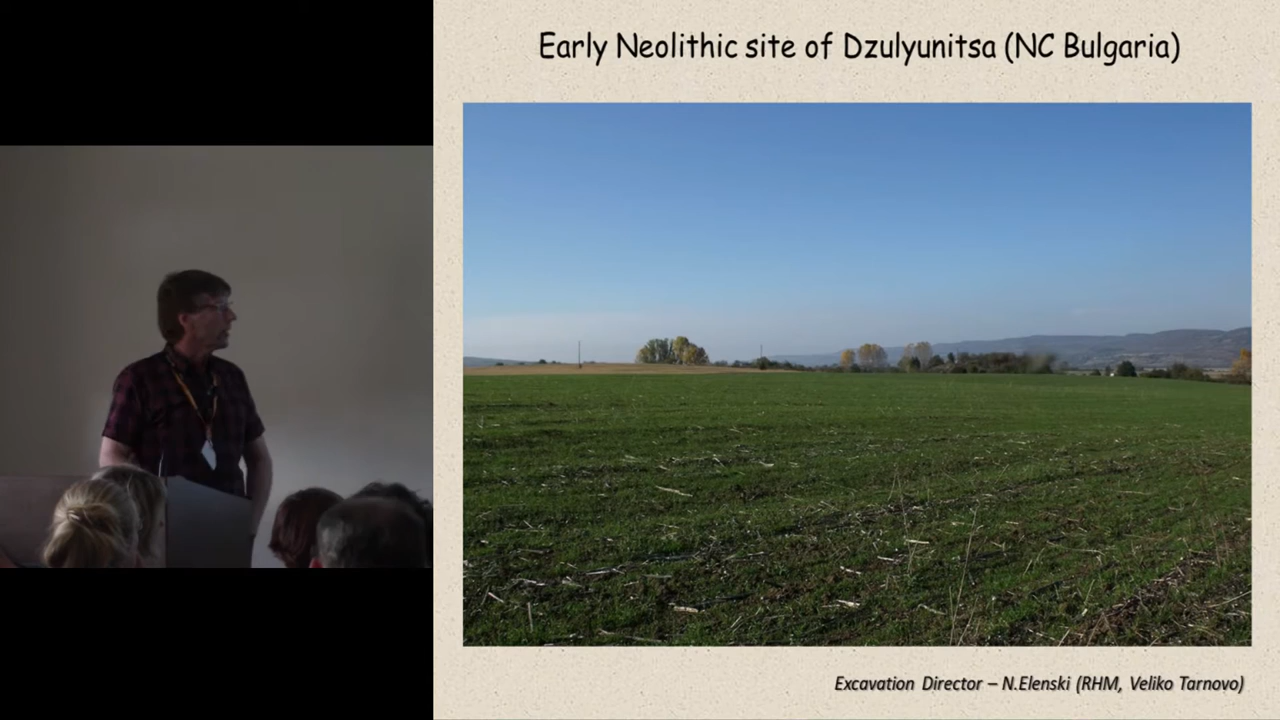 Early Neolithic site of Dzulyunitsa (NC Bulgaria)
Excavation Director – N.Elenski (RHM, Veliko Tarnovo)